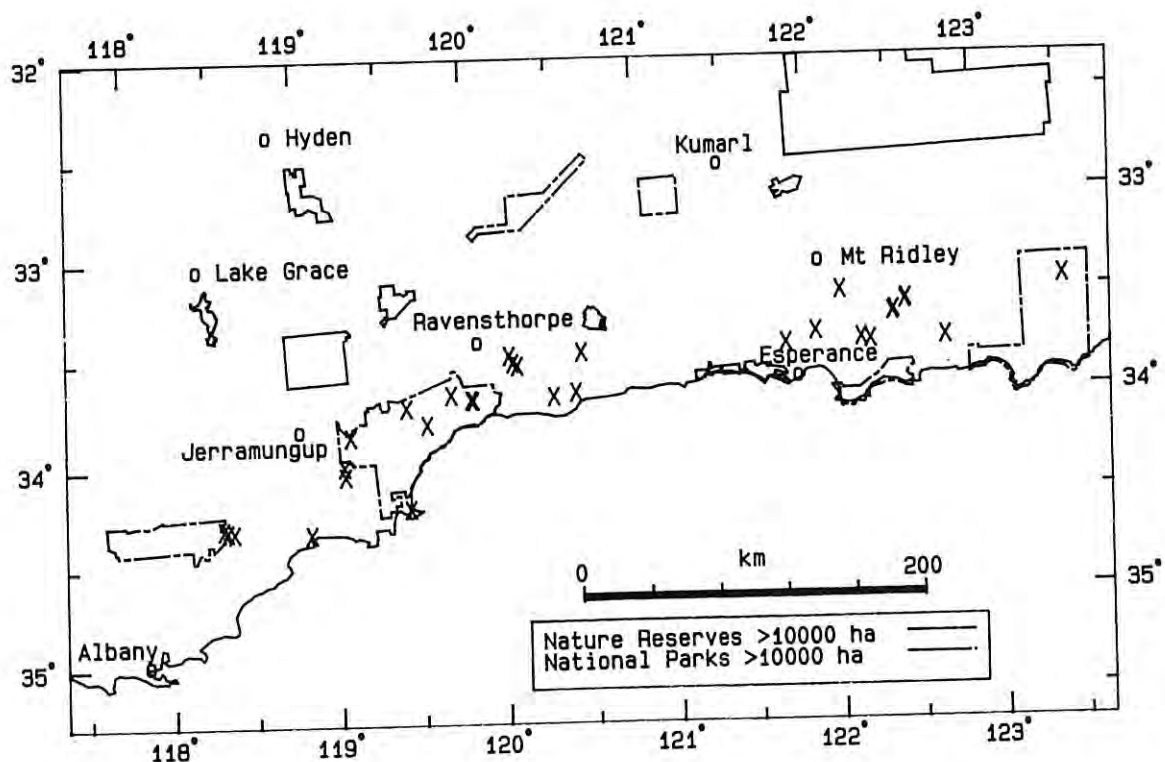 118° 119° 120° 121° 122° 123°
32°
Hyden
Kumarl
33°
Lake Grace
Mt Ridley
33°
Ravensthorpe
Esperance
34°
Jerramungup
34°
km
0 200
35°
Nature Reserves >10000 ha
National Parks >10000 ha
Albany
35°
118° 119° 120° 121° 122° 123°